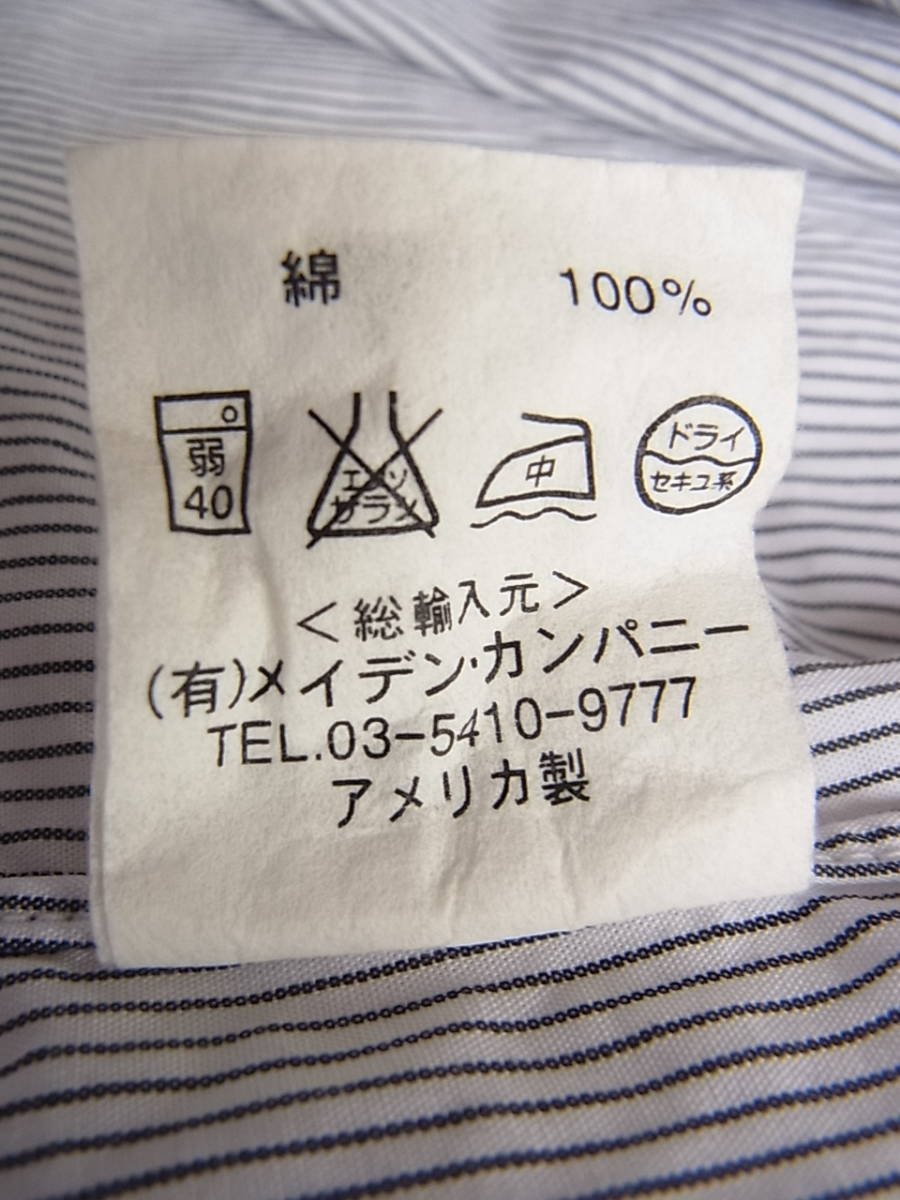 綿 100%
弱 40
エンソ サラシ
中
ドライ セキユ系
<総輸入元>
(有)メイデン・カンパニー
TEL.03-5410-9777
アメリカ製